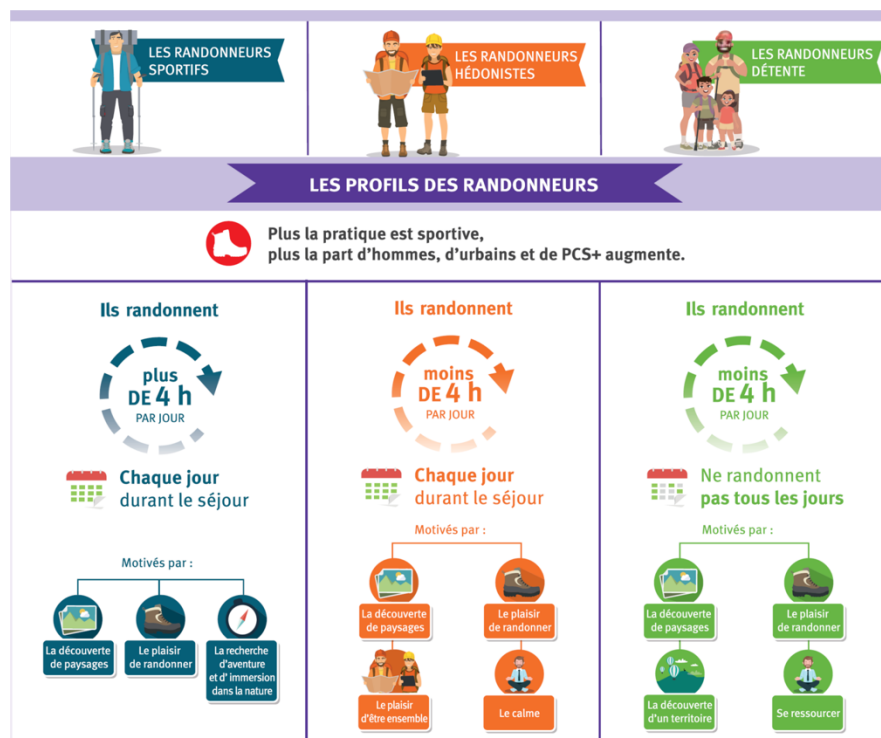 LES RANDONNEURS
SPORTIFS
LES RANDONNEURS
HÉDONISTES
LES RANDONNEURS
DÉTENTE
LES PROFILS DES RANDONNEURS
Plus la pratique est sportive,
plus la part d’hommes, d’urbains et de PCS+ augmente.
Ils randonnent
plus
DE 4 h
PAR JOUR
Chaque jour
durant le séjour
Motivés par :
La découverte
de paysages
Le plaisir
de randonner
La recherche
d'aventure
et d' immersion
dans la nature
Ils randonnent
moins
DE 4 h
PAR JOUR
Chaque jour
durant le séjour
Motivés par :
La découverte
de paysages
Le plaisir
de randonner
Le plaisir
d'être ensemble
Le calme
Ils randonnent
moins
DE 4 h
PAR JOUR
Ne randonnent
pas tous les jours
Motivés par :
La découverte
de paysages
Le plaisir
de randonner
La découverte
d'un territoire
Se ressourcer